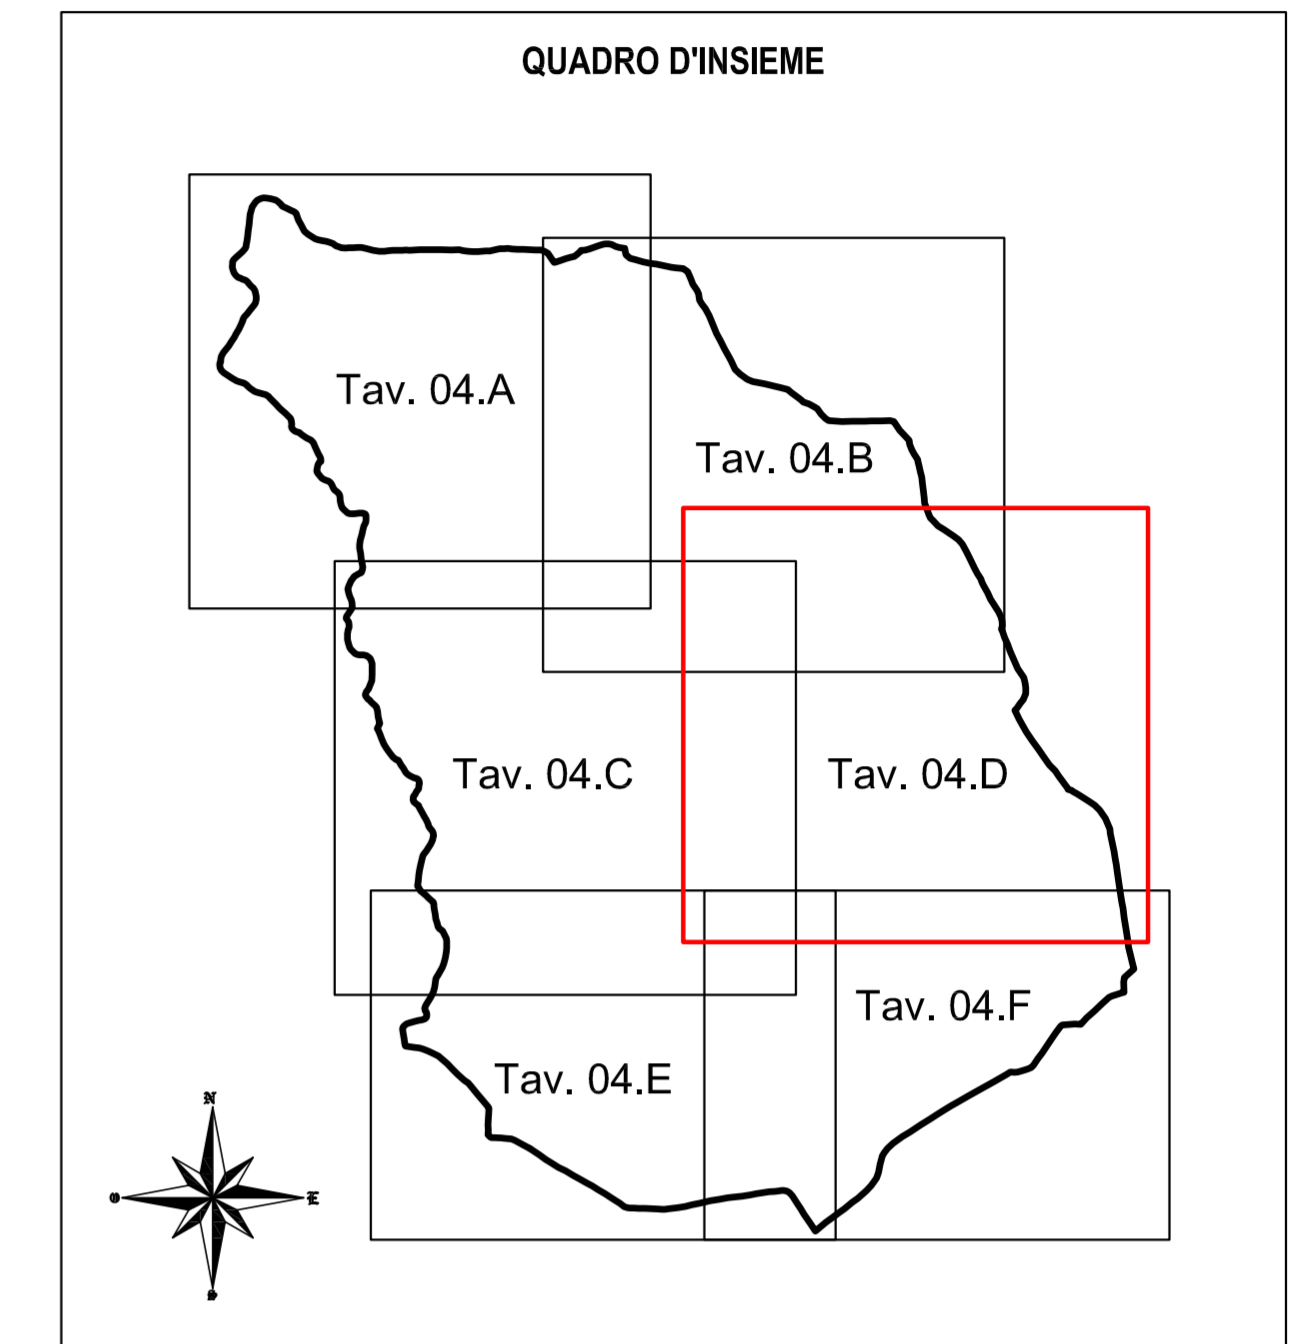 QUADRO D'INSIEME
Tav. 04.A
Tav. 04.B
Tav. 04.C
Tav. 04.D
Tav. 04.F
Tav. 04.E
N
O
E
S